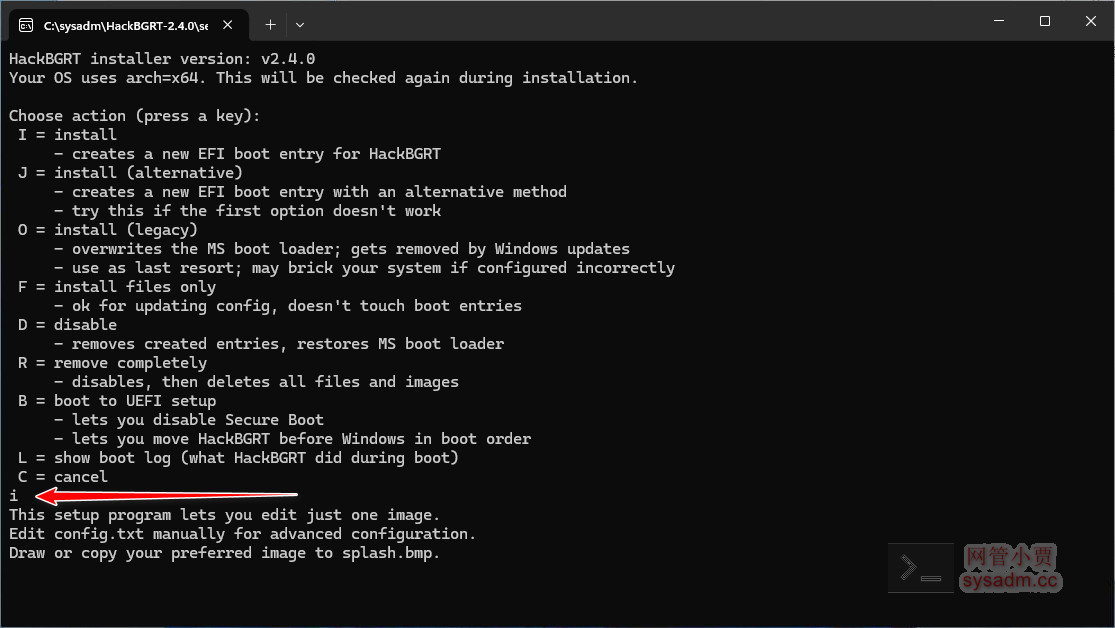 C:\sysadm\HackBGRT-2.4.0\se
HackBGRT installer version: v2.4.0
Your OS uses arch=x64. This will be checked again during installation.
Choose action (press a key):
I = install
- creates a new EFI boot entry for HackBGRT
J = install (alternative)
- creates a new EFI boot entry with an alternative method
- try this if the first option doesn't work
O = install (legacy)
- overwrites the MS boot loader; gets removed by Windows updates
- use as last resort; may brick your system if configured incorrectly
F = install files only
- ok for updating config, doesn't touch boot entries
D = disable
- removes created entries, restores MS boot loader
R = remove completely
- disables, then deletes all files and images
B = boot to UEFI setup
- lets you disable Secure Boot
- lets you move HackBGRT before Windows in boot order
L = show boot log (what HackBGRT did during boot)
C = cancel
i
This setup program lets you edit just one image.
Edit config.txt manually for advanced configuration.
Draw or copy your preferred image to splash.bmp.
网管小贾
sysadm.cc